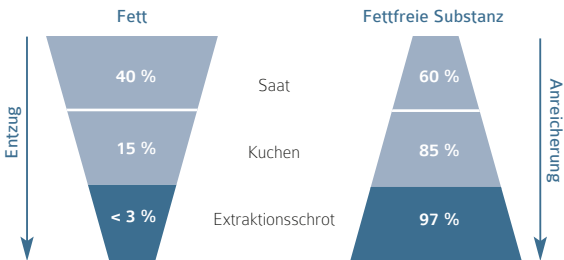 Fett
Fettfreie Substanz
Entzug
40 %
Saat
60 %
Anreicherung
15 %
Kuchen
85 %
< 3 %
Extraktionsschrot
97 %